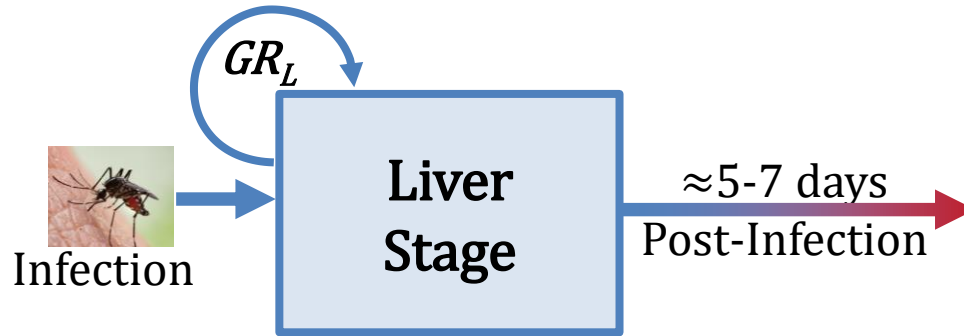 GR_L
Liver
Stage
Infection
≈5-7 days
Post-Infection